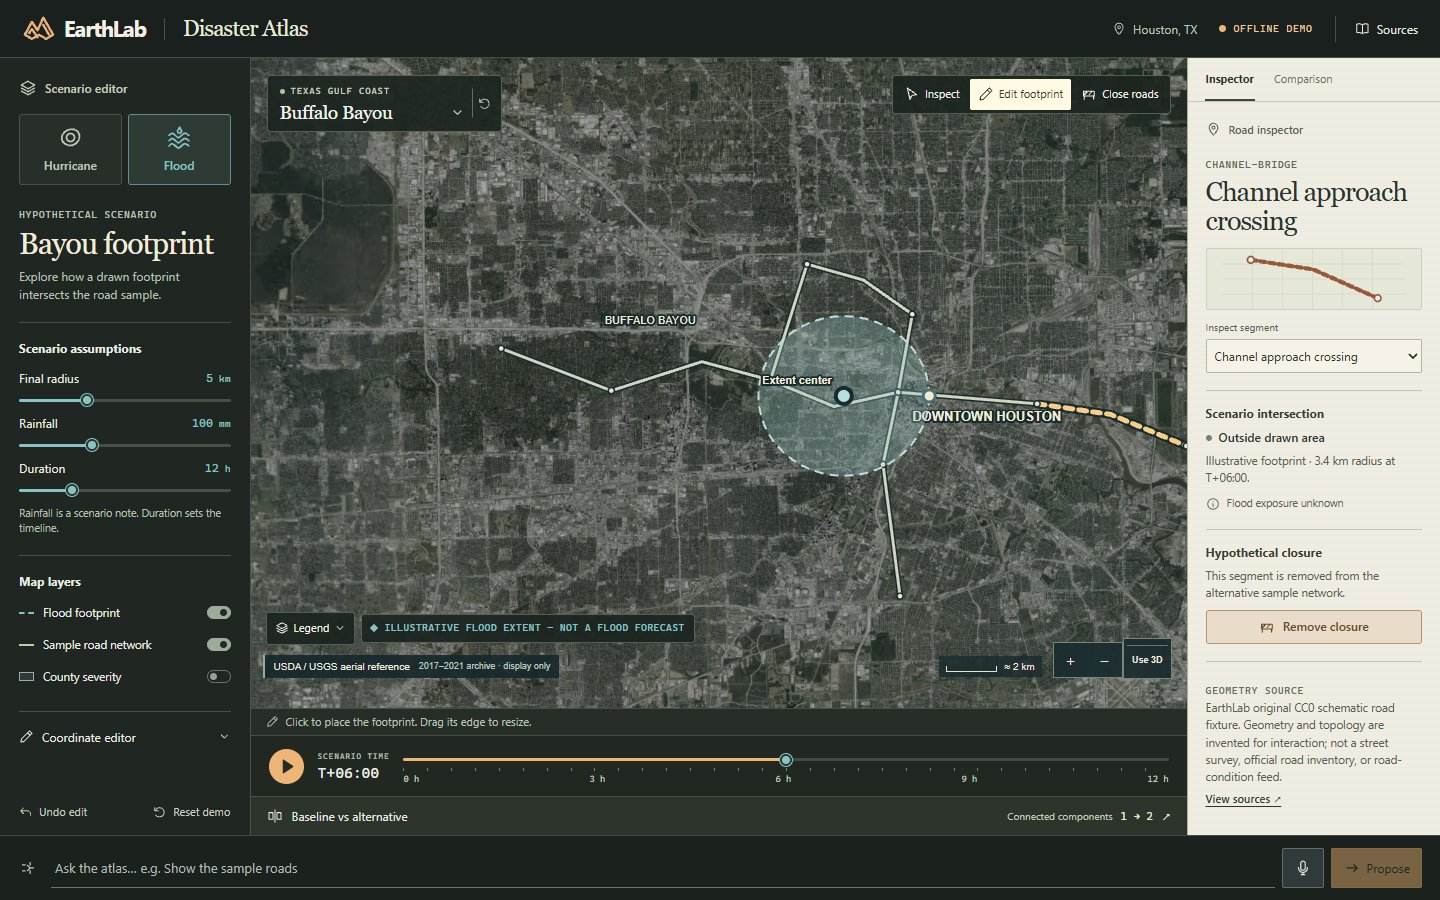 EarthLab
Disaster Atlas
Houston, TX
OFFLINE DEMO
Sources
Scenario editor
Hurricane
Flood
HYPOTHETICAL SCENARIO
Bayou footprint
Explore how a drawn footprint
intersects the road sample.
Scenario assumptions
Final radius 5 km
Rainfall 100 mm
Duration 12 h
Rainfall is a scenario note. Duration sets the
timeline.
Map layers
Flood footprint
Sample road network
County severity
Coordinate editor
Undo edit
Reset demo
TEXAS GULF COAST
Buffalo Bayou
Inspect
Edit footprint
Close roads
BUFFALO BAYOU
Extent center
DOWNTOWN HOUSTON
Legend
ILLUSTRATIVE FLOOD EXTENT — NOT A FLOOD FORECAST
USDA / USGS aerial reference 2017–2021 archive · display only
≈ 2 km
+
−
Use 3D
Click to place the footprint. Drag its edge to resize.
SCENARIO TIME
T+06:00
0 h
3 h
6 h
9 h
12 h
Baseline vs alternative
Connected components 1 → 2 ↗
Inspector
Comparison
Road inspector
CHANNEL-BRIDGE
Channel approach
crossing
Inspect segment
Channel approach crossing
Scenario intersection
Outside drawn area
Illustrative footprint · 3.4 km radius at
T+06:00.
Flood exposure unknown
Hypothetical closure
This segment is removed from the
alternative sample network.
Remove closure
GEOMETRY SOURCE
EarthLab original CC0 schematic road
fixture. Geometry and topology are
invented for interaction; not a street
survey, official road inventory, or road-
condition feed.
View sources ↗
Ask the atlas... e.g. Show the sample roads
Propose